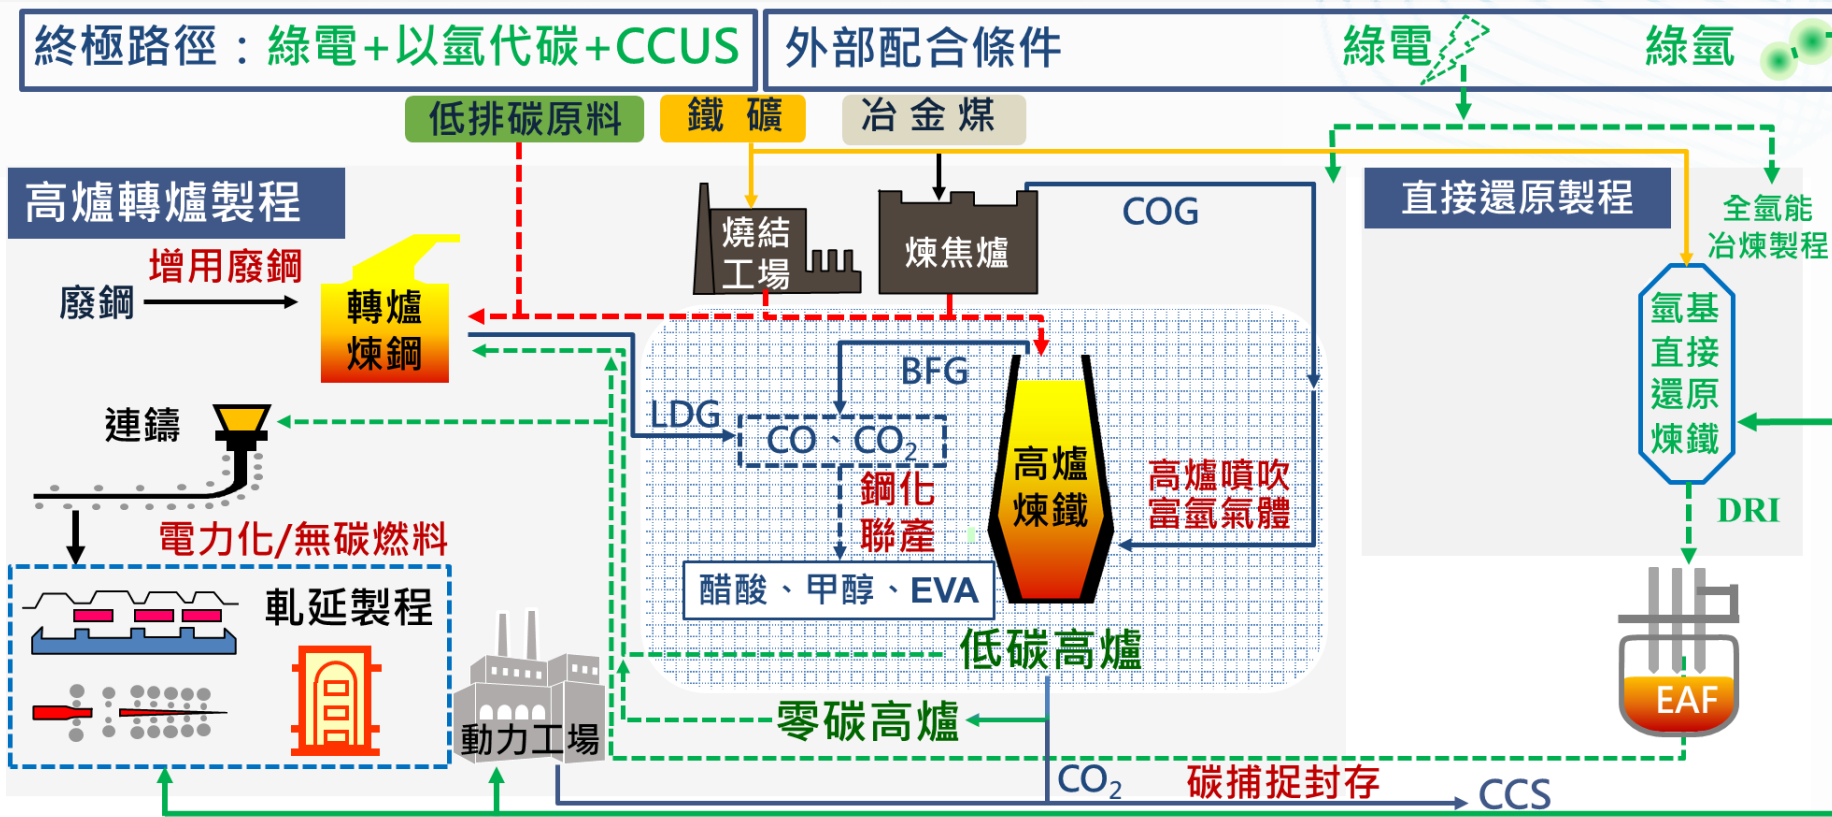 終極路徑：綠電+以氫代碳+CCUS
外部配合條件
綠電
綠氫
低排碳原料
鐵礦
冶金煤
高爐轉爐製程
直接還原製程
全氫能
冶煉製程
增用廢鋼
廢鋼
轉爐
煉鋼
燒結
工場
煉焦爐
COG
氫基
直接
還原
煉鐵
BFG
LDG
CO、CO₂
連鑄
高爐
煉鐵
高爐噴吹
富氫氣體
鋼化
聯產
DRI
電力化/無碳燃料
醋酸、甲醇、EVA
軋延製程
低碳高爐
EAF
零碳高爐
動力工場
CO₂
碳捕捉封存
CCS